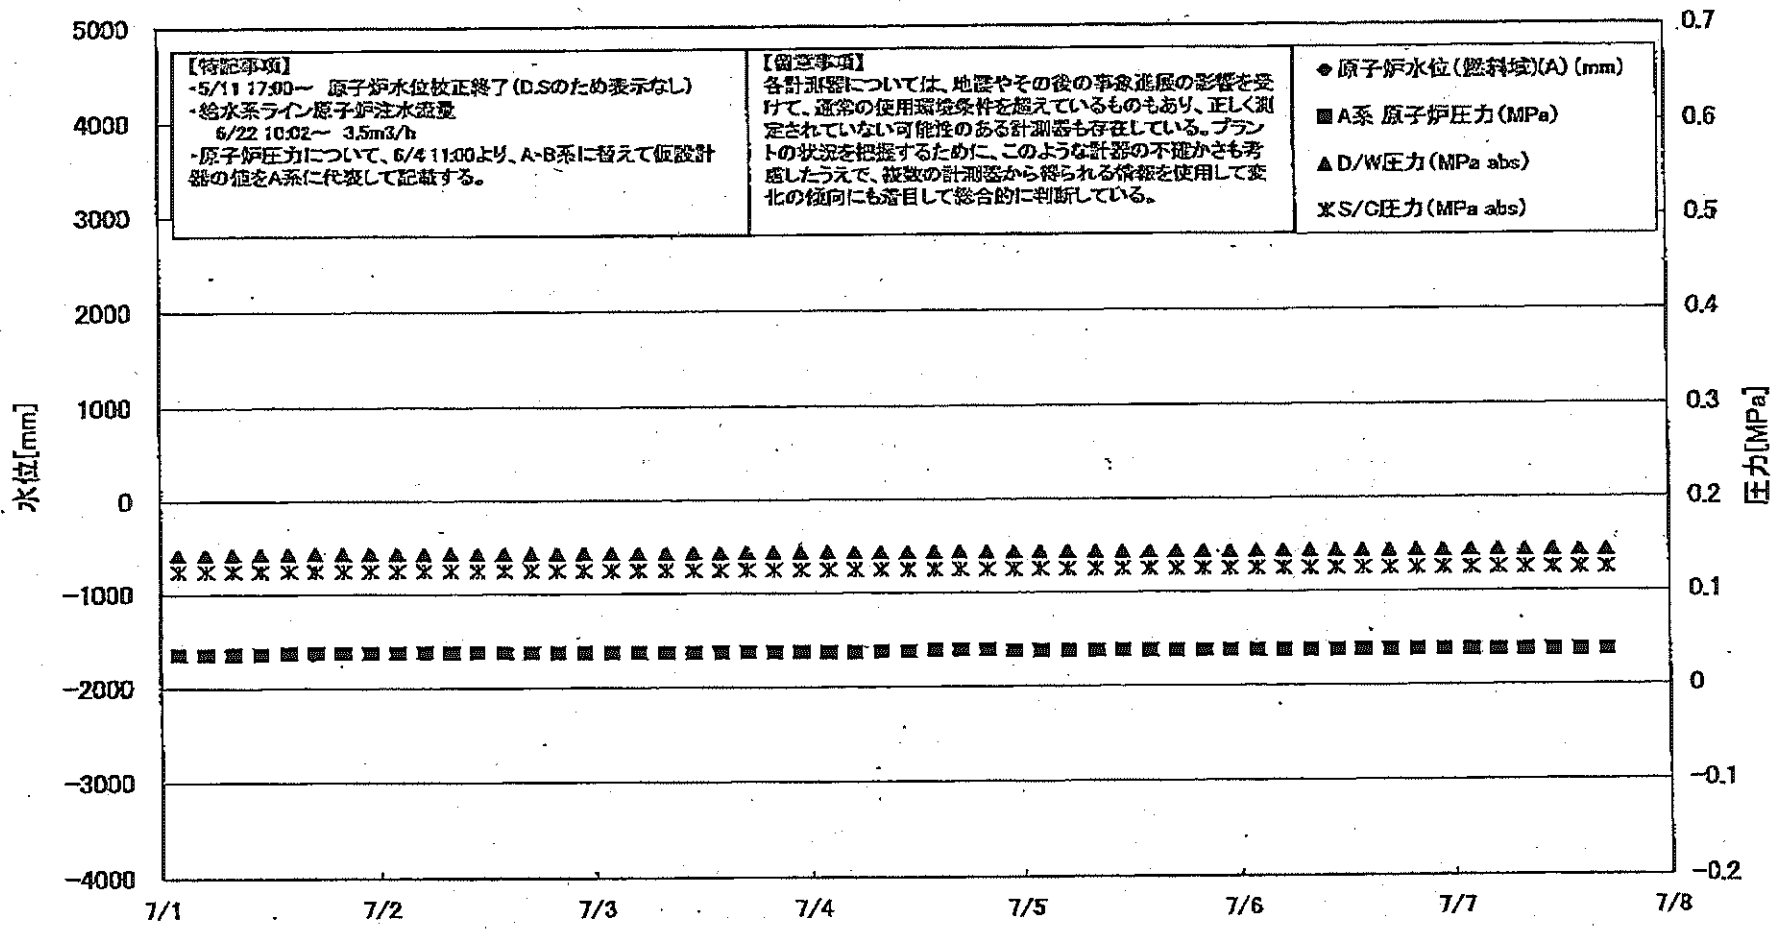 5000
4000
3000
2000
1000
0
-1000
-2000
-3000
-4000
水位[mm]
【特記事項】
・5/11 17:00～ 原子炉水位校正終了(D.Sのため表示なし)
・給水系ライン原子炉注水流量
6/22 10:02～ 3.5m3/h
・原子炉圧力について、6/4 11:00より、A・B系に替えて仮設計
器の値をA系に代表して記載する。
【留意事項】
各計測器については、地震やその後の事象進展の影響を受
けて、通常の使用環境条件を超えているものもあり、正しく測
定されていない可能性のある計測器も存在している。プラン
トの状況を把握するために、このような計器の不確かさも考
慮したうえで、複数の計測器から得られる情報を使用して変
化の傾向にも着目して総合的に判断している。
原子炉水位(燃料域)(A)(mm)
A系 原子炉圧力(MPa)
D/W圧力(MPa abs)
S/C圧力(MPa abs)
0.7
0.6
0.5
0.4
0.3
0.2
0.1
0
-0.1
-0.2
圧力[MPa]
7/1
7/2
7/3
7/4
7/5
7/6
7/7
7/8